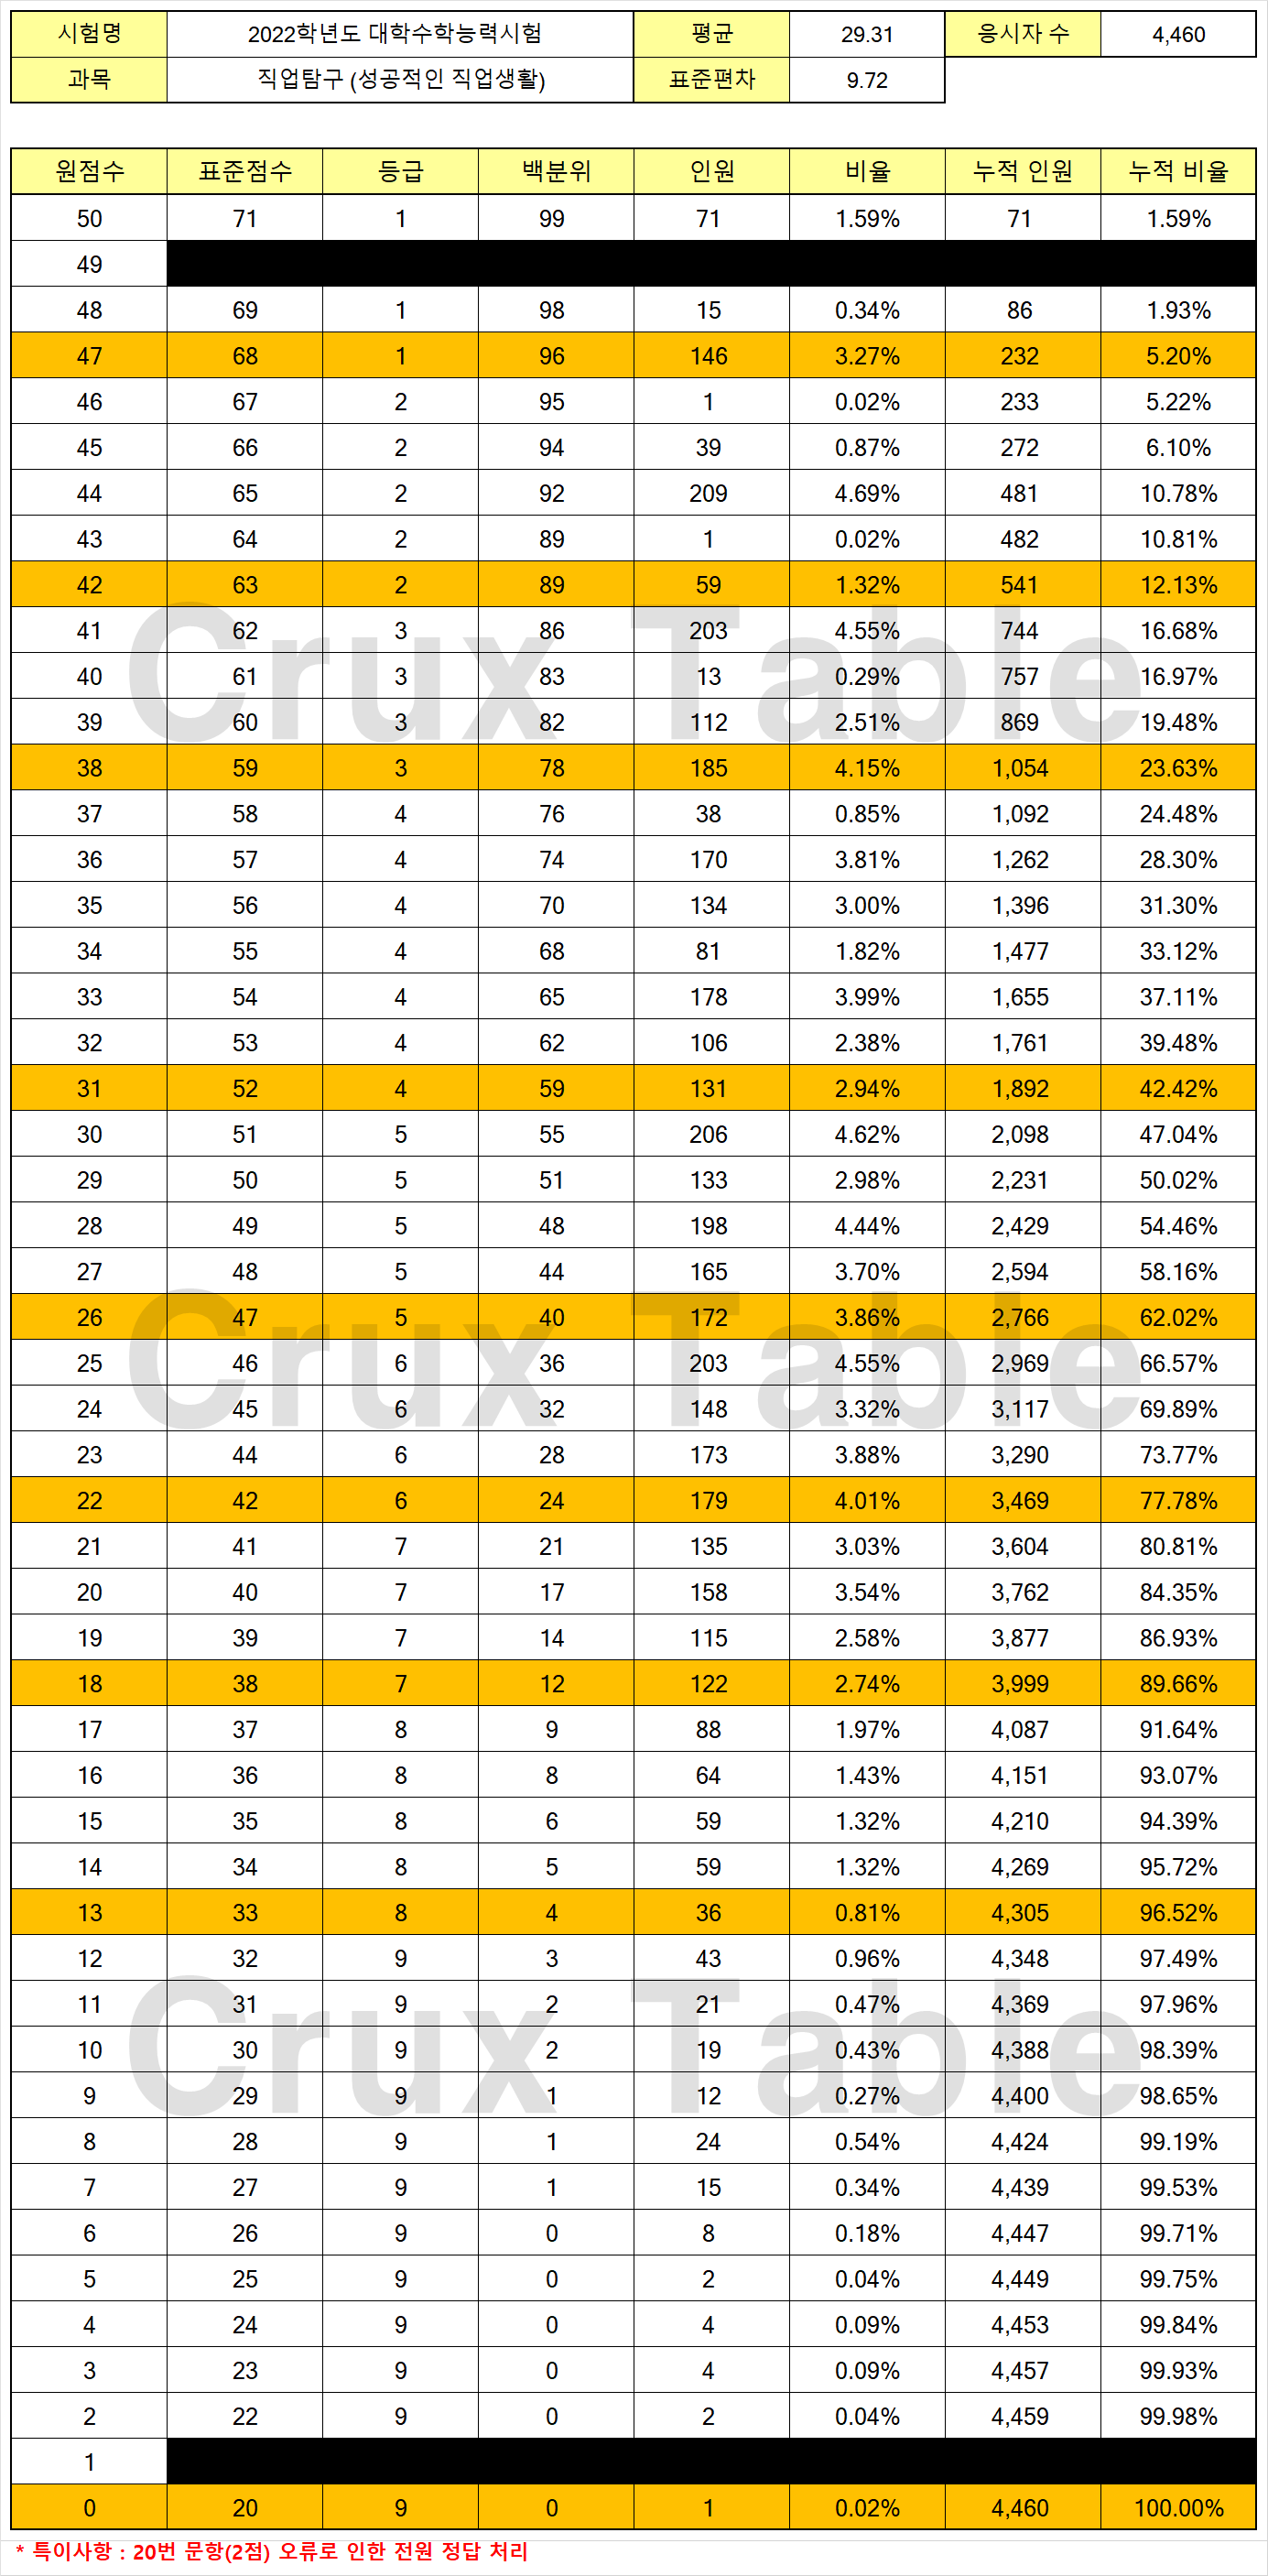 시험명 2022학년도 대학수학능력시험 평균 29.31 응시자 수 4,460
과목 직업탐구 (성공적인 직업생활) 표준편차 9.72
원점수 표준점수 등급 백분위 인원 비율 누적 인원 누적 비율
50 71 1 99 71 1.59% 71 1.59%
49
48 69 1 98 15 0.34% 86 1.93%
47 68 1 96 146 3.27% 232 5.20%
46 67 2 95 1 0.02% 233 5.22%
45 66 2 94 39 0.87% 272 6.10%
44 65 2 92 209 4.69% 481 10.78%
43 64 2 89 1 0.02% 482 10.81%
42 63 2 89 59 1.32% 541 12.13%
41 62 3 86 203 4.55% 744 16.68%
40 61 3 83 13 0.29% 757 16.97%
Crux Table
39 60 3 82 112 2.51% 869 19.48%
38 59 3 78 185 4.15% 1,054 23.63%
37 58 4 76 38 0.85% 1,092 24.48%
36 57 4 74 170 3.81% 1,262 28.30%
35 56 4 70 134 3.00% 1,396 31.30%
34 55 4 68 81 1.82% 1,477 33.12%
33 54 4 65 178 3.99% 1,655 37.11%
32 53 4 62 106 2.38% 1,761 39.48%
31 52 4 59 131 2.94% 1,892 42.42%
30 51 5 55 206 4.62% 2,098 47.04%
29 50 5 51 133 2.98% 2,231 50.02%
28 49 5 48 198 4.44% 2,429 54.46%
27 48 5 44 165 3.70% 2,594 58.16%
26 47 5 40 172 3.86% 2,766 62.02%
25 46 6 36 203 4.55% 2,969 66.57%
Crux Table
24 45 6 32 148 3.32% 3,117 69.89%
23 44 6 28 173 3.88% 3,290 73.77%
22 42 6 24 179 4.01% 3,469 77.78%
21 41 7 21 135 3.03% 3,604 80.81%
20 40 7 17 158 3.54% 3,762 84.35%
19 39 7 14 115 2.58% 3,877 86.93%
18 38 7 12 122 2.74% 3,999 89.66%
17 37 8 9 88 1.97% 4,087 91.64%
16 36 8 8 64 1.43% 4,151 93.07%
15 35 8 6 59 1.32% 4,210 94.39%
14 34 8 5 59 1.32% 4,269 95.72%
13 33 8 4 36 0.81% 4,305 96.52%
12 32 9 3 43 0.96% 4,348 97.49%
11 31 9 2 21 0.47% 4,369 97.96%
10 30 9 2 19 0.43% 4,388 98.39%
Crux Table
9 29 9 1 12 0.27% 4,400 98.65%
8 28 9 1 24 0.54% 4,424 99.19%
7 27 9 1 15 0.34% 4,439 99.53%
6 26 9 0 8 0.18% 4,447 99.71%
5 25 9 0 2 0.04% 4,449 99.75%
4 24 9 0 4 0.09% 4,453 99.84%
3 23 9 0 4 0.09% 4,457 99.93%
2 22 9 0 2 0.04% 4,459 99.98%
1
0 20 9 0 1 0.02% 4,460 100.00%
* 특이사항 : 20번 문항(2점) 오류로 인한 전원 정답 처리